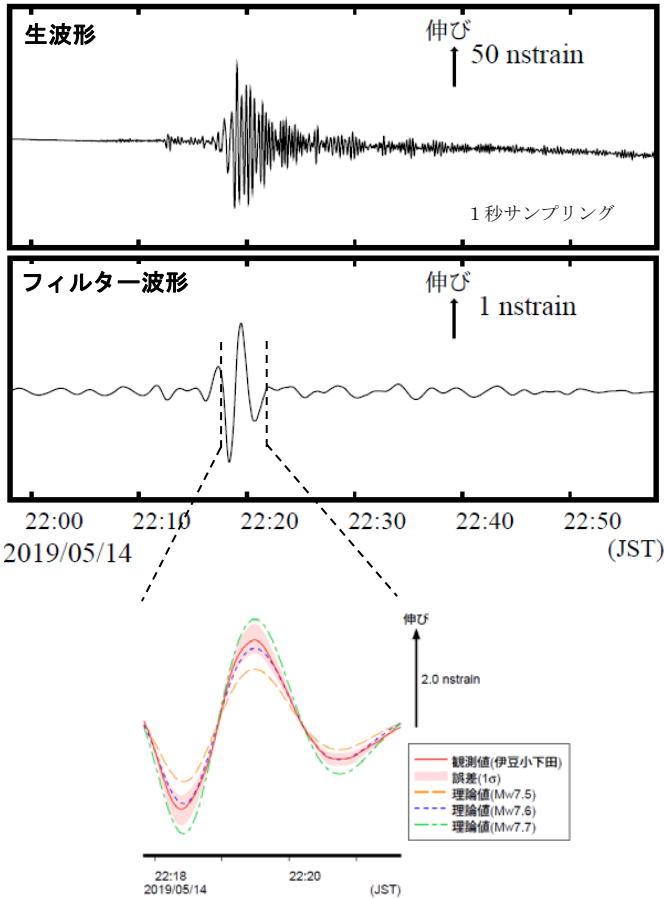 生波形
伸び
50 nstrain
1秒サンプリング
フィルター波形
伸び
1 nstrain
22:00 22:10 22:20 22:30 22:40 22:50
2019/05/14 (JST)
伸び
2.0 nstrain
観測値(伊豆小下田)
誤差(1σ)
理論値(Mw7.5)
理論値(Mw7.6)
理論値(Mw7.7)
22:18 22:20
2019/05/14 (JST)